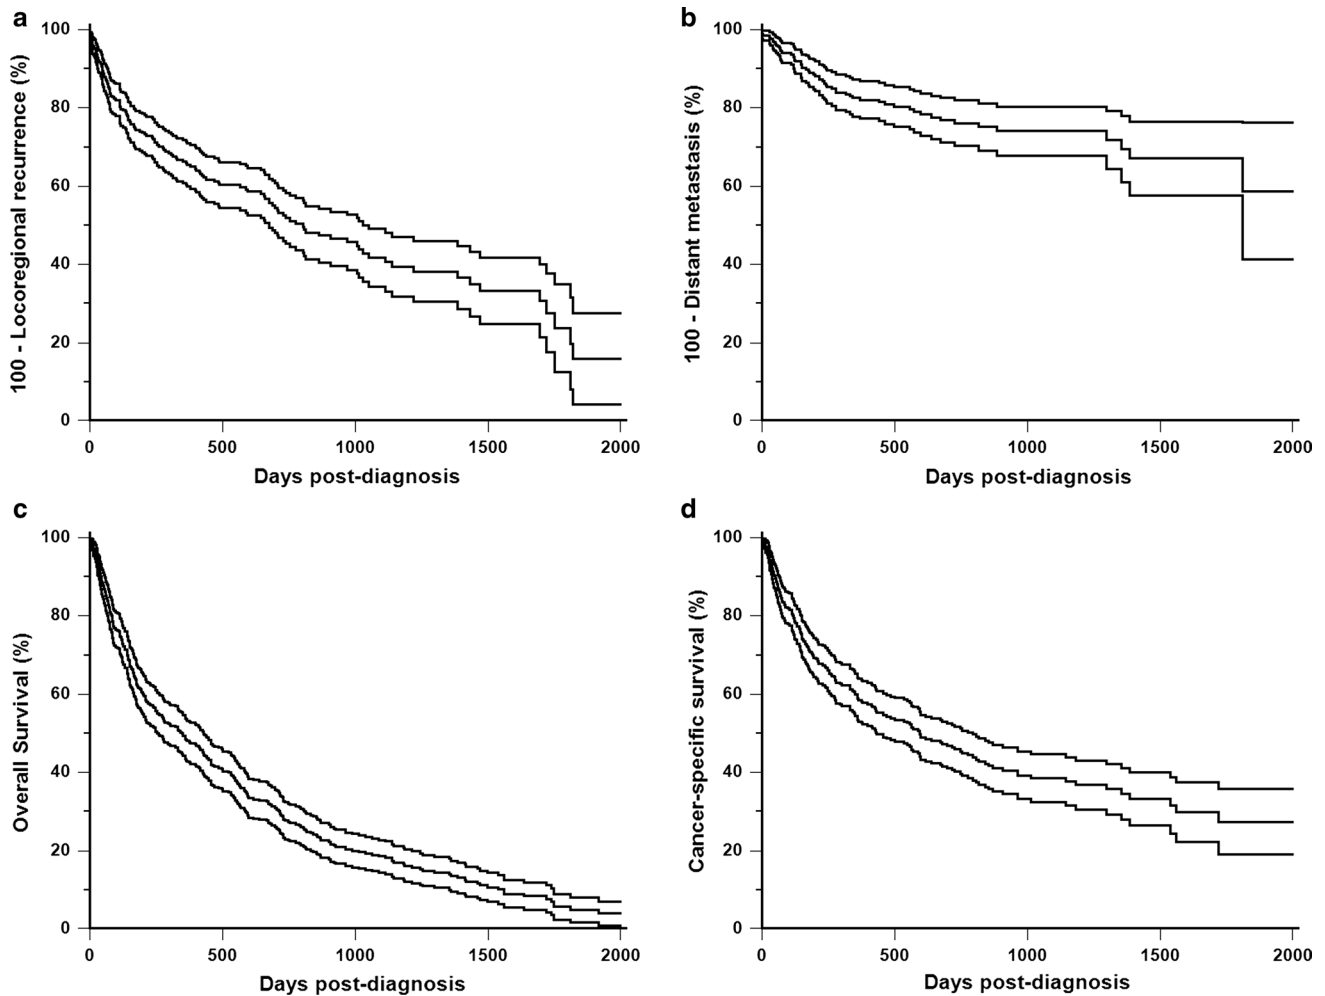 a
100 - Locoregional recurrence (%)
100
80
60
40
20
0
0 500 1000 1500 2000
Days post-diagnosis
b
100 - Distant metastasis (%)
100
80
60
40
20
0
0 500 1000 1500 2000
Days post-diagnosis
c
Overall Survival (%)
100
80
60
40
20
0
0 500 1000 1500 2000
Days post-diagnosis
d
Cancer-specific survival (%)
100
80
60
40
20
0
0 500 1000 1500 2000
Days post-diagnosis